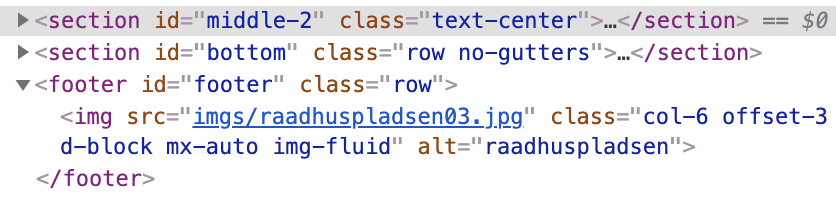 ▶<section id="middle-2" class="text-center">…</section> == $0
▶<section id="bottom" class="row no-gutters">…</section>
▼<footer id="footer" class="row">
<img src="imgs/raadhuspladsen03.jpg" class="col-6 offset-3
d-block mx-auto img-fluid" alt="raadhuspladsen">
</footer>